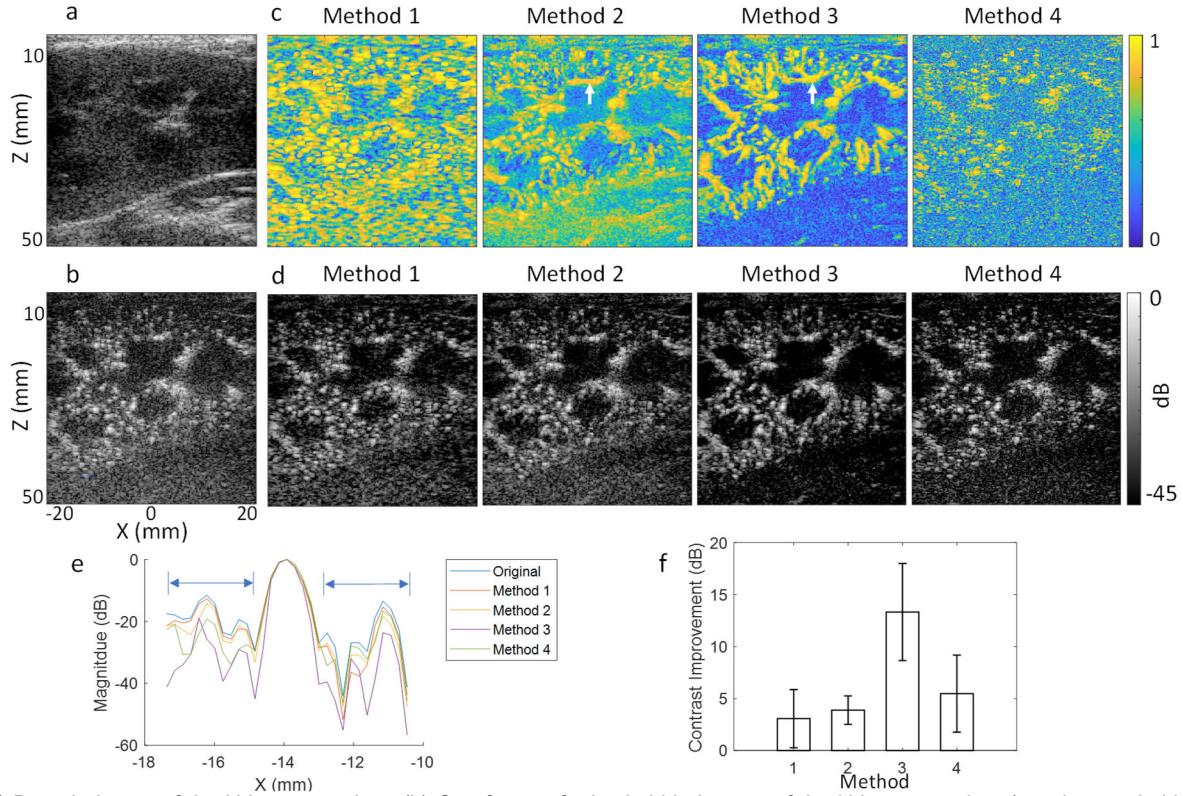 a
c
Method 1
Method 2
Method 3
Method 4
10
Z (mm)
50
1
0
b
d
Method 1
Method 2
Method 3
Method 4
10
Z (mm)
50
-20
0
20
X (mm)
0
dB
-45
e
0
-20
-40
-60
Magnitdue (dB)
-18
-16
-14
-12
-10
X (mm)
Original
Method 1
Method 2
Method 3
Method 4
f
20
15
10
5
0
Contrast Improvement (dB)
1
2
3
4
Method